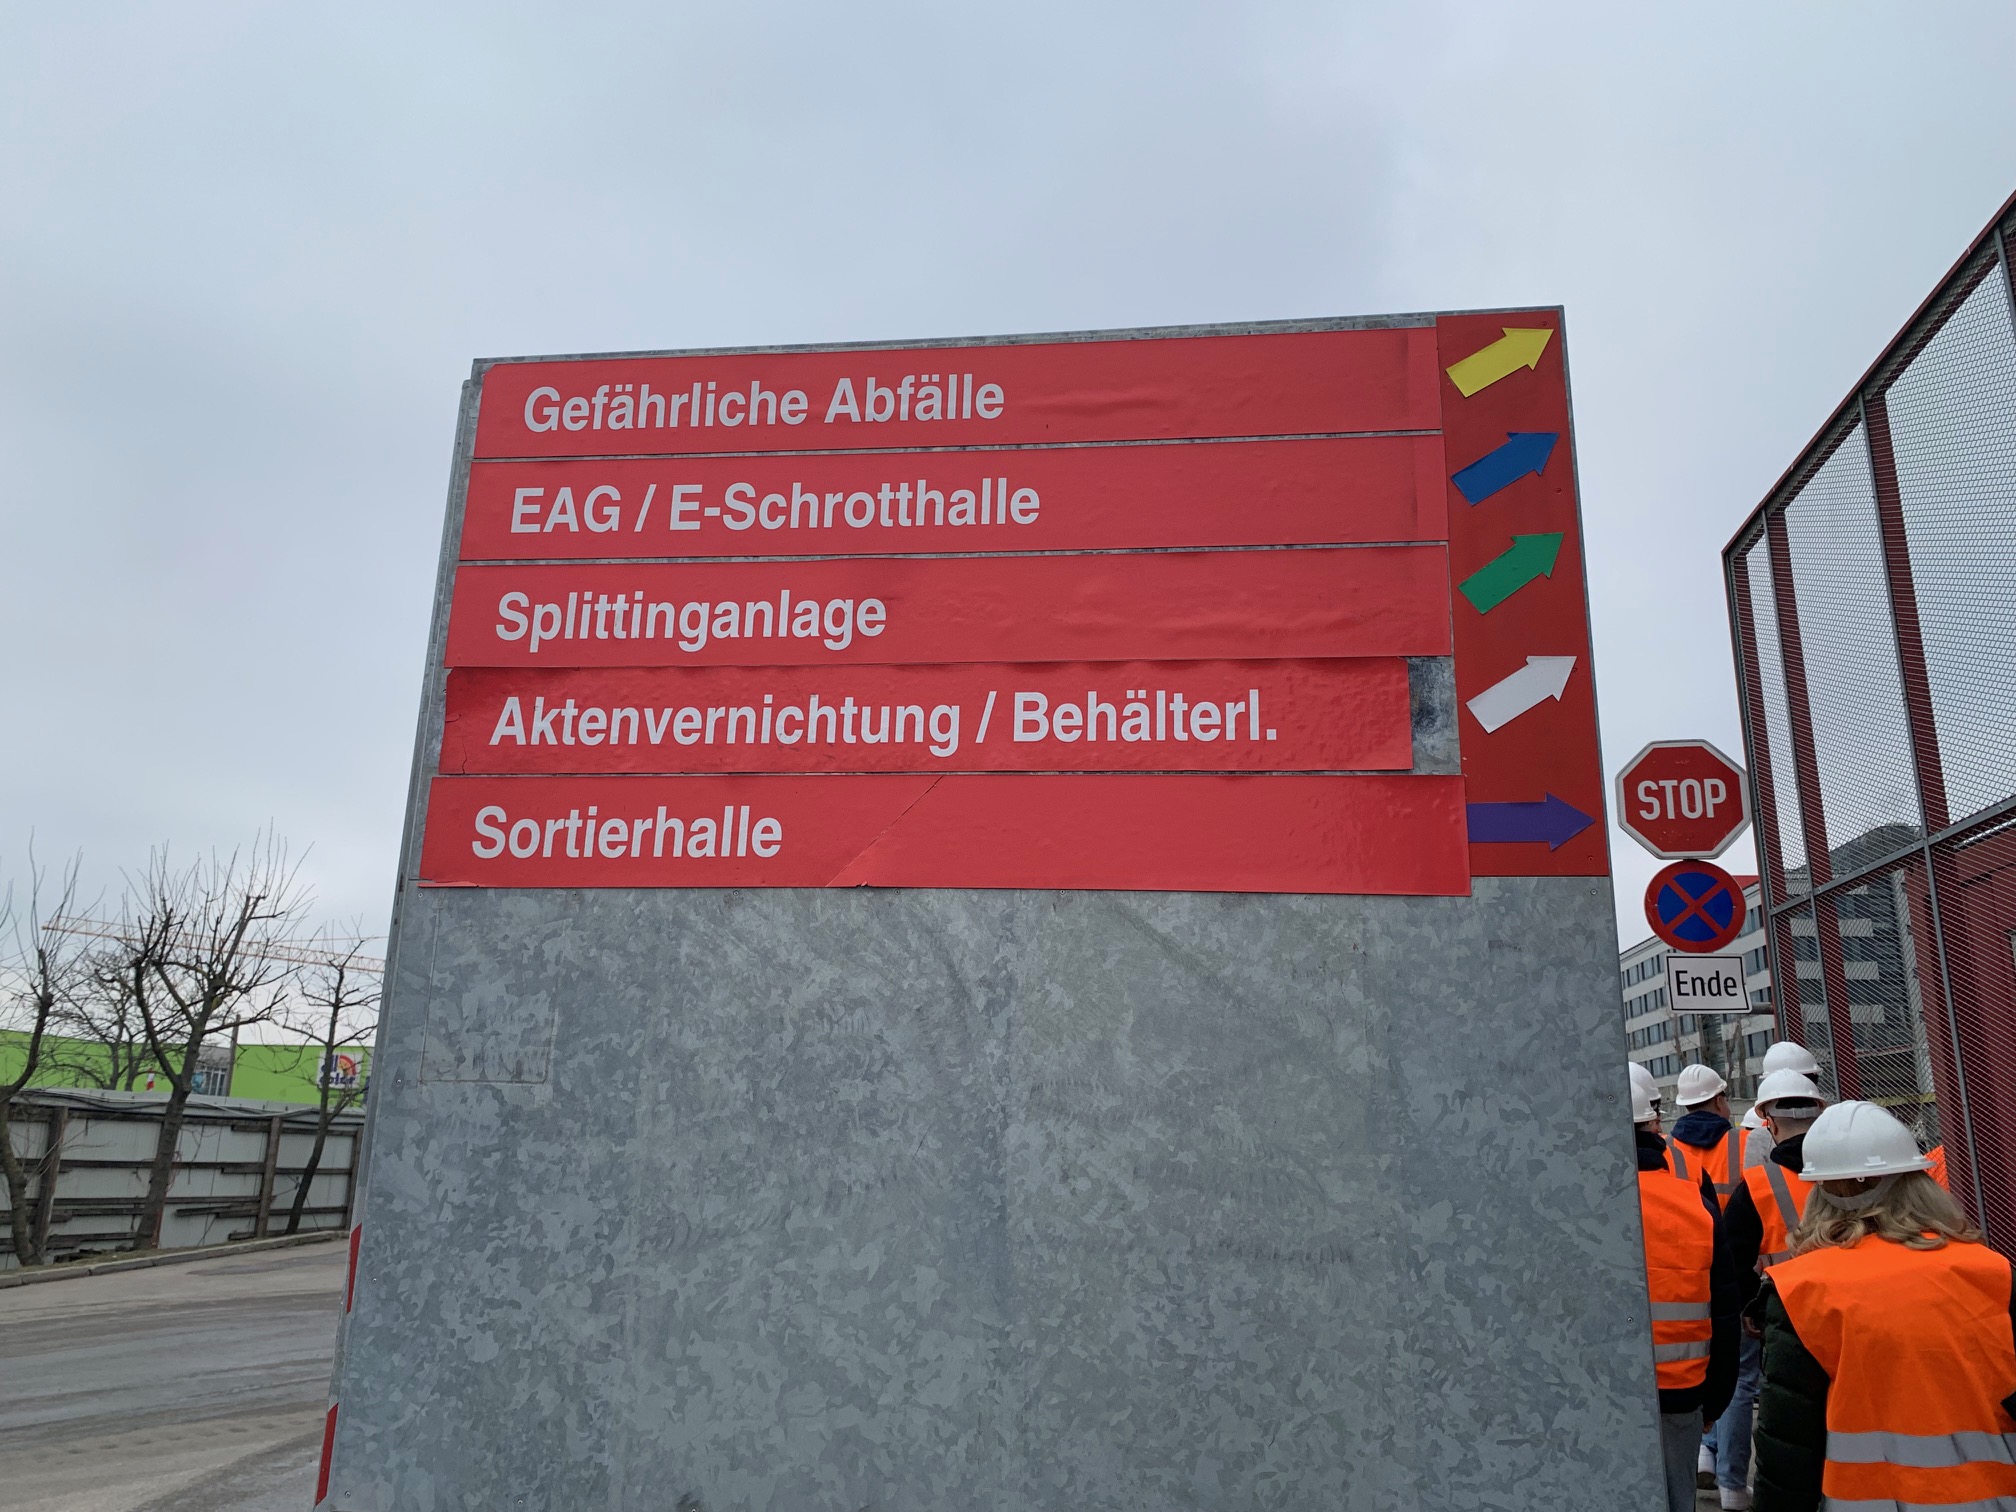 Gefährliche Abfälle
EAG / E-Schrotthalle
Splittinganlage
Aktenvernichtung / Behälterl.
Sortierhalle
STOP
Ende